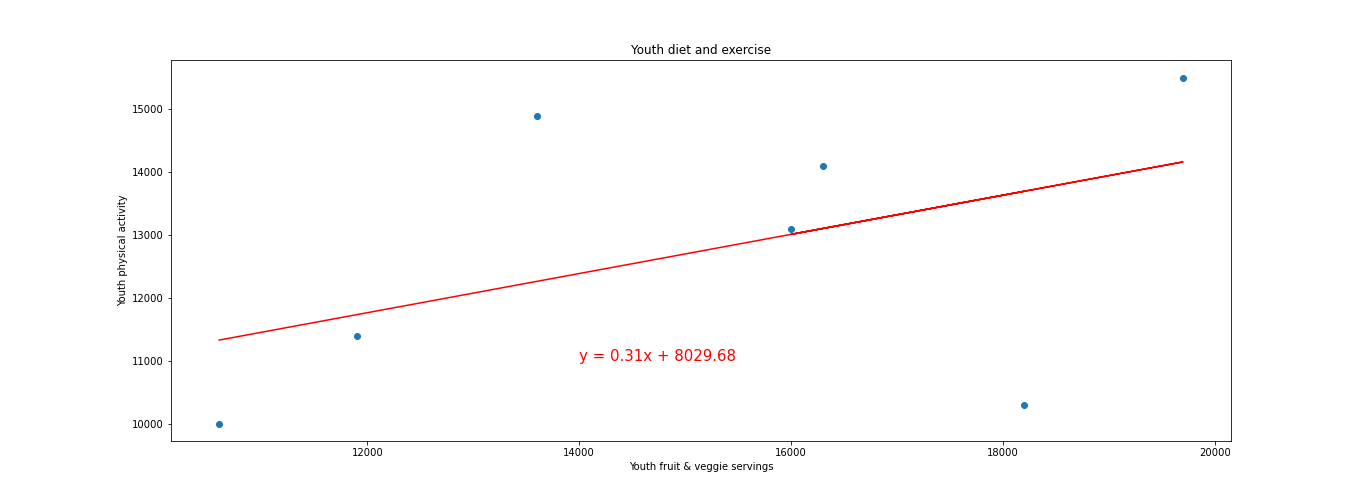 Youth diet and exercise
15000
14000
13000
12000
11000
10000
Youth physical activity
y = 0.31x + 8029.68
12000
14000
16000
18000
20000
Youth fruit & veggie servings